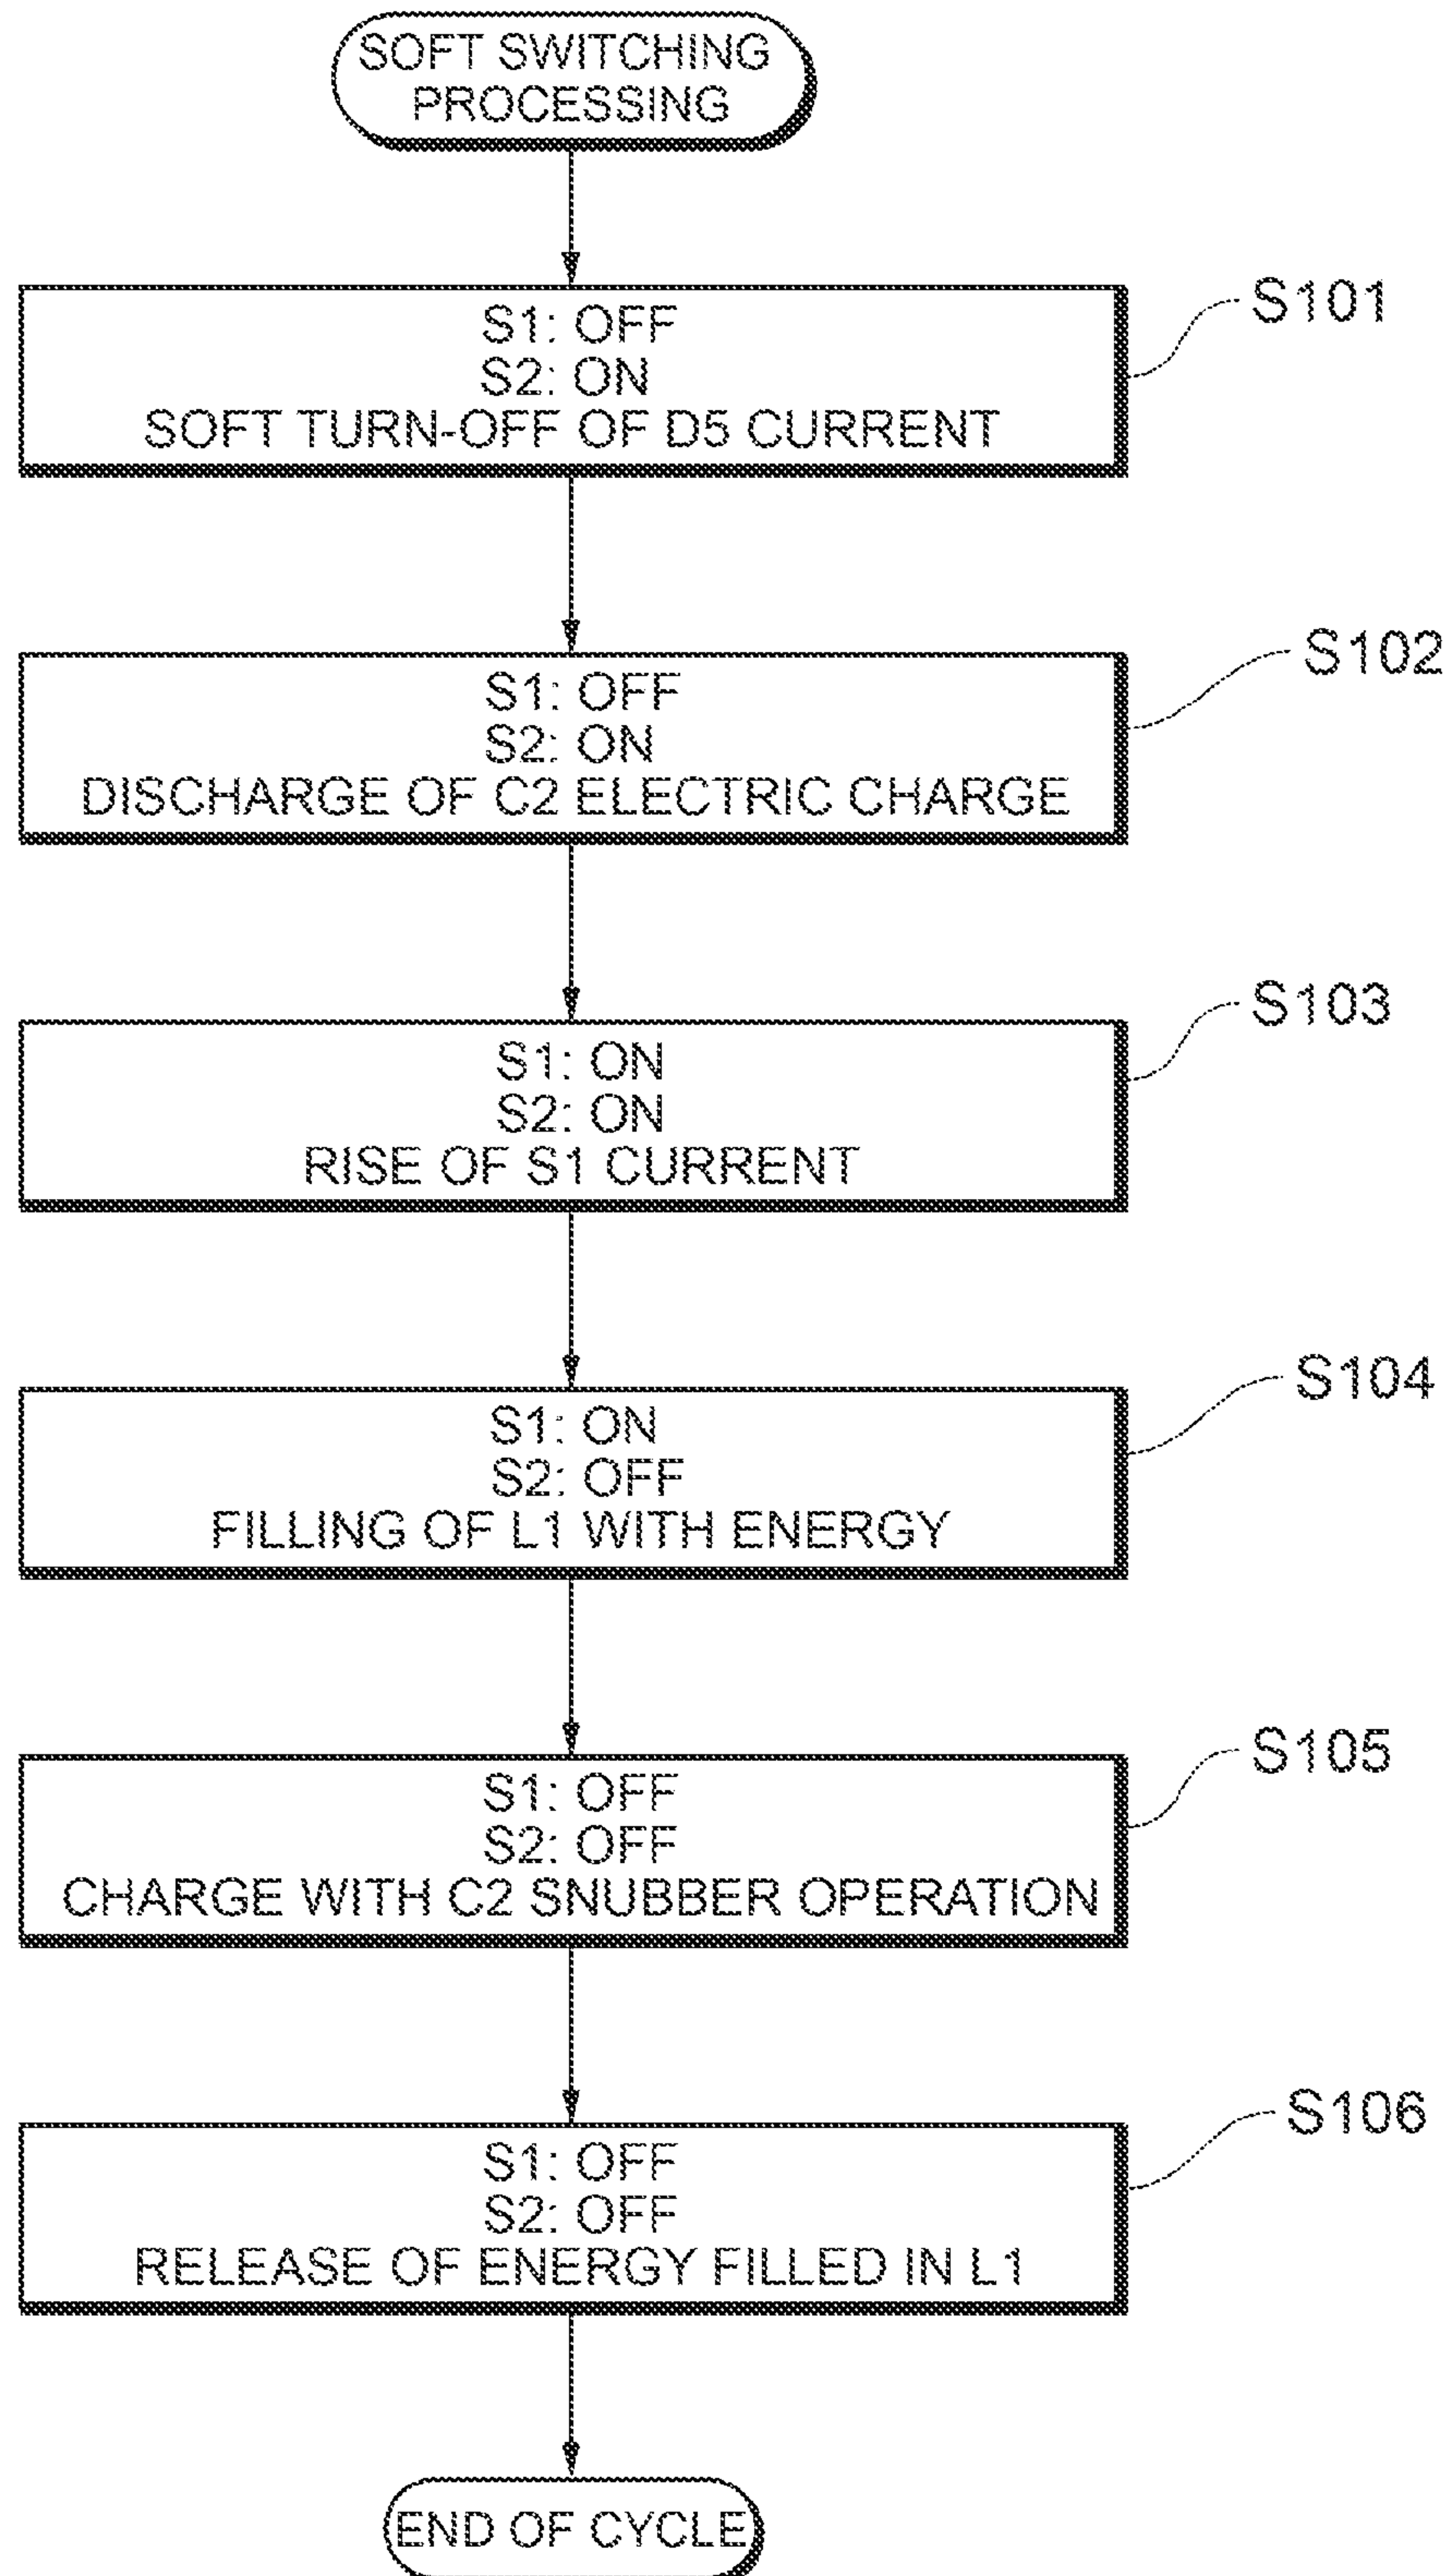 SOFT SWITCHING
PROCESSING
S1: OFF
S2: ON
SOFT TURN-OFF OF D5 CURRENT
S101
S1: OFF
S2: ON
DISCHARGE OF C2 ELECTRIC CHARGE
S102
S1: ON
S2: ON
RISE OF S1 CURRENT
S103
S1: ON
S2: OFF
FILLING OF L1 WITH ENERGY
S104
S1: OFF
S2: OFF
CHARGE WITH C2 SNUBBER OPERATION
S105
S1: OFF
S2: OFF
RELEASE OF ENERGY FILLED IN L1
S106
END OF CYCLE